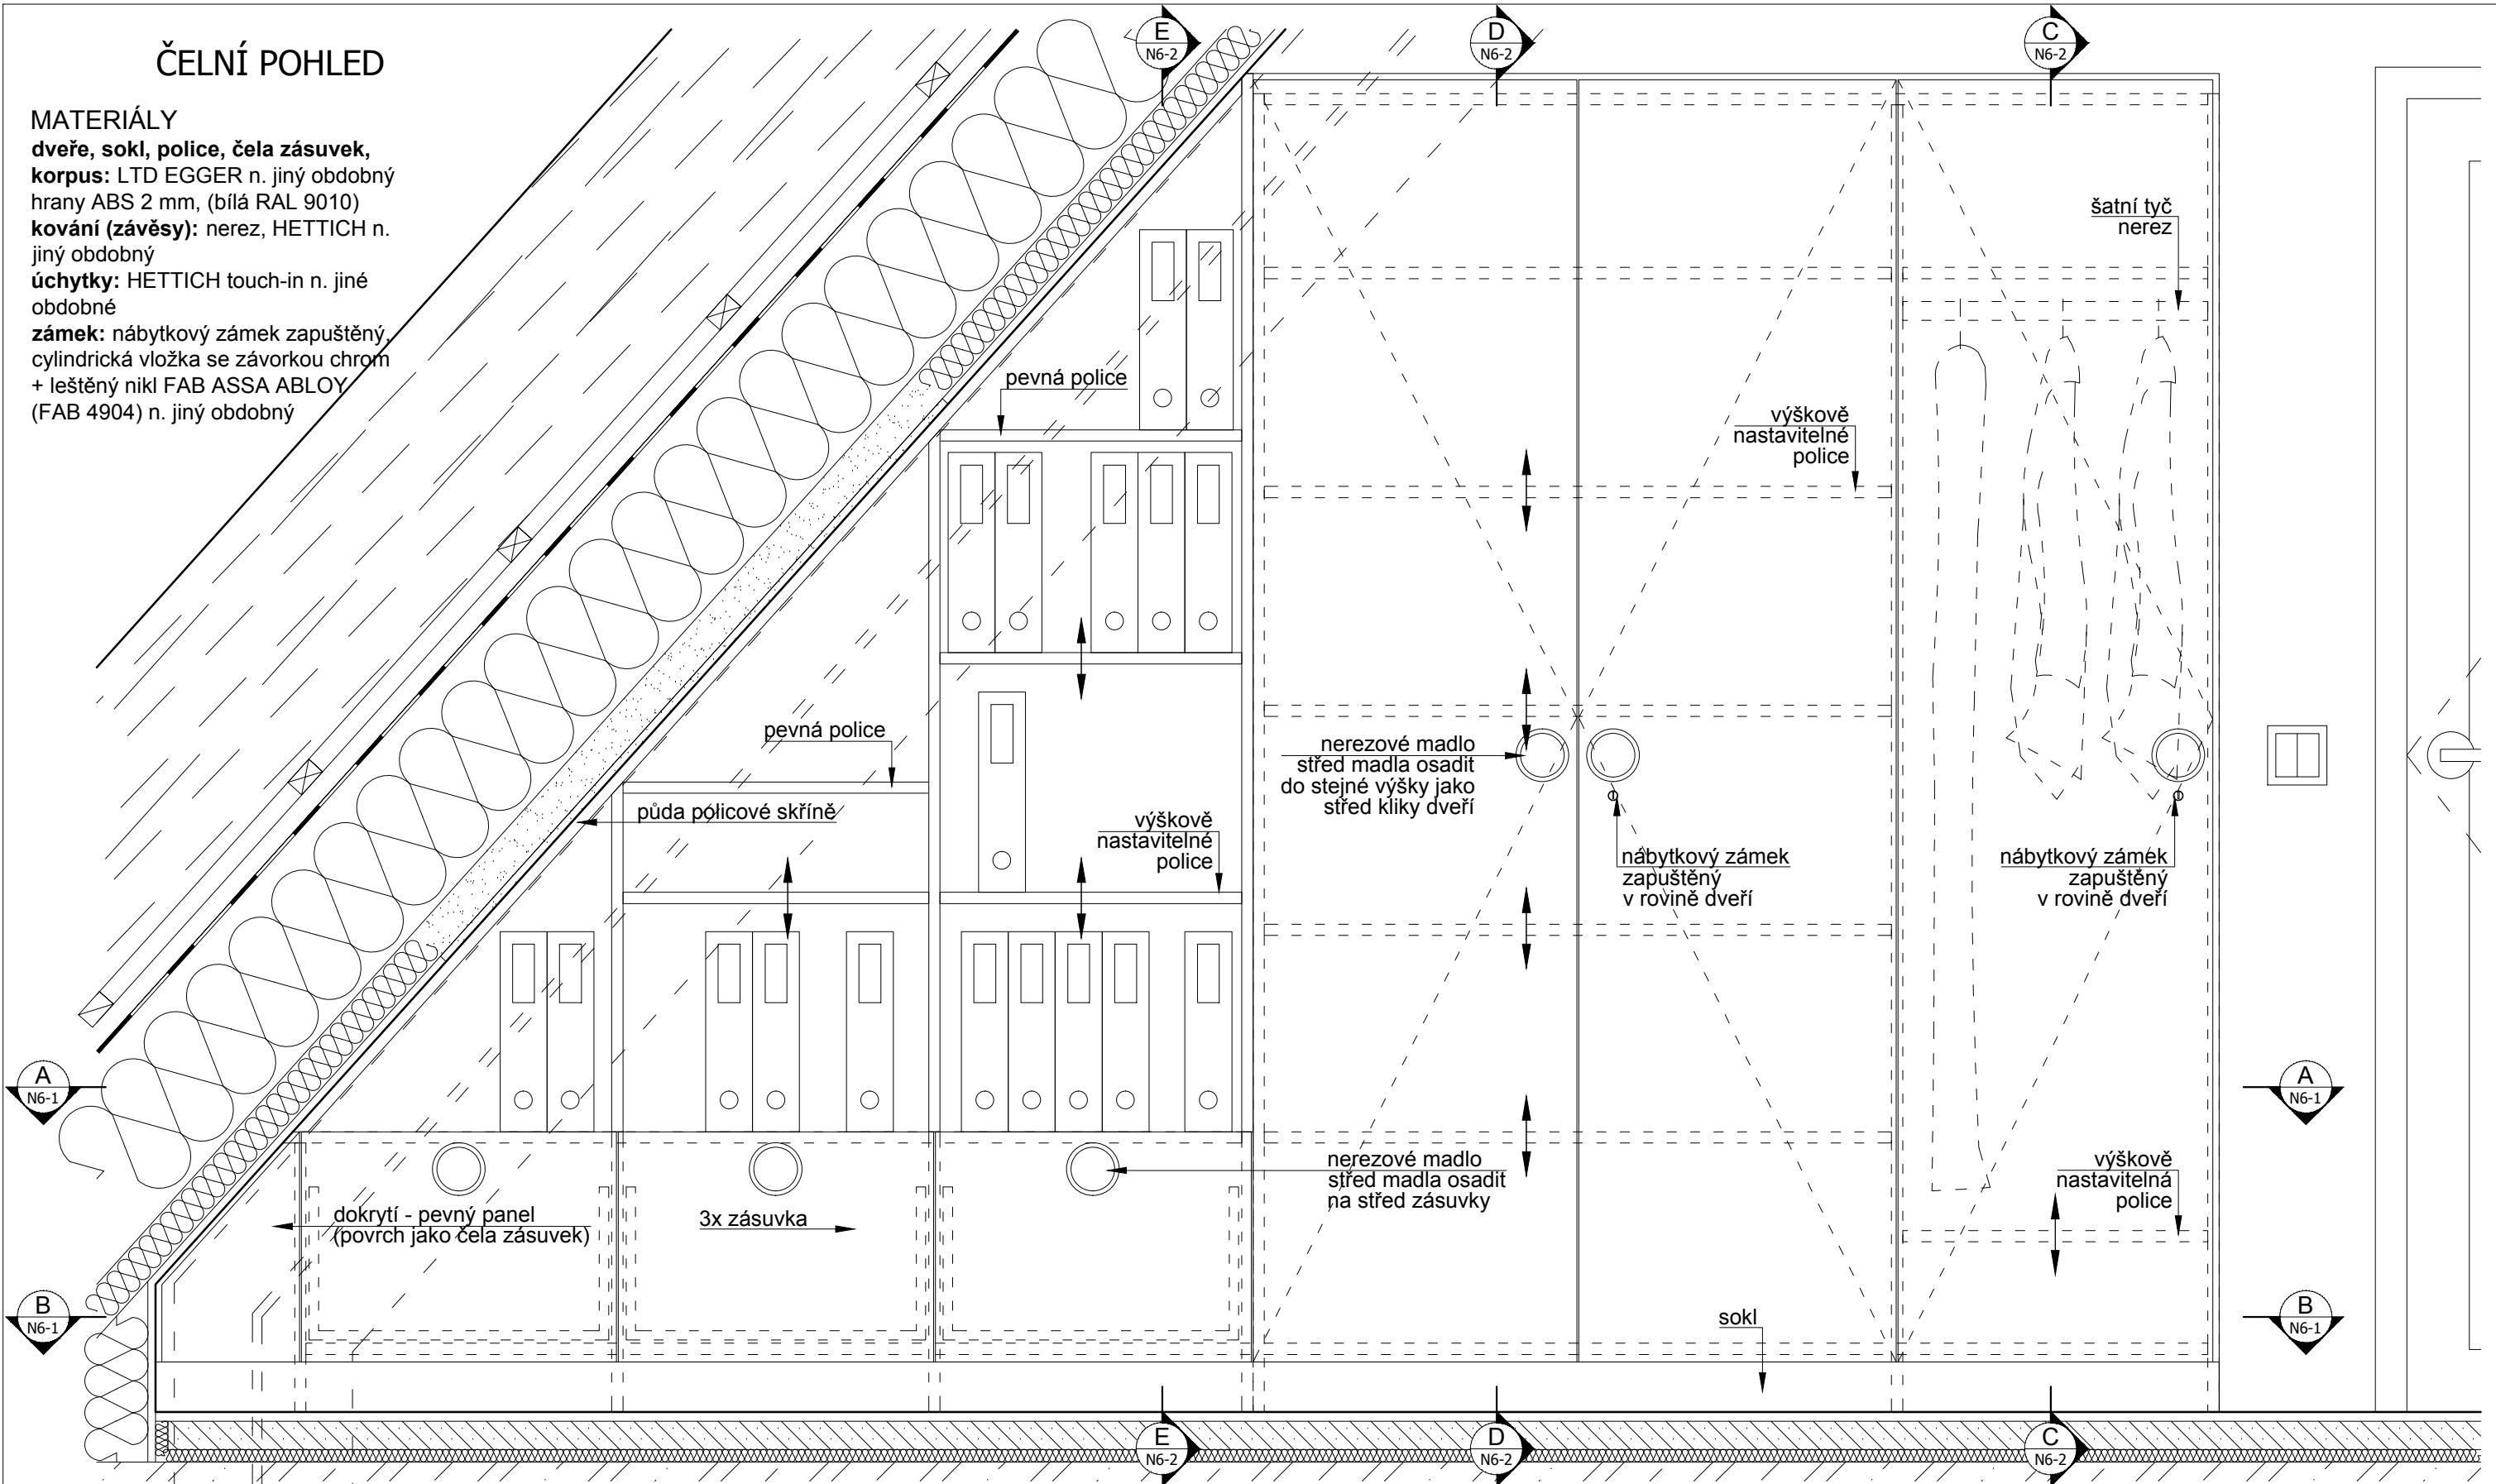 ČELNÍ POHLED
MATERIÁLY
dveře, sokl, police, čela zásuvek,
korpus: LTD EGGER n. jiný obdobný
hrany ABS 2 mm, (bílá RAL 9010)
kování (závěsy): nerez, HETTICH n.
jiný obdobný
úchytky: HETTICH touch-in n. jiné
obdobné
zámek: nábytkový zámek zapuštěný,
cylindrická vložka se závorkou chrom
+ leštěný nikl FAB ASSA ABLOY
(FAB 4904) n. jiný obdobný
E
N6-2
D
N6-2
C
N6-2
šatní tyč
nerez
pevná police
výškově
nastavitelné
police
pevná police
půda policové skříně
výškově
nastavitelné
police
nerezové madlo
střed madla osadit
do stejné výšky jako
střed kliky dveří
nábytkový zámek
zapuštěný
v rovině dveří
nábytkový zámek
zapuštěný
v rovině dveří
A
N6-1
A
N6-1
dokrytí - pevný panel
(povrch jako čela zásuvek)
3x zásuvka
nerezové madlo
střed madla osadit
na střed zásuvky
výškově
nastavitelná
police
B
N6-1
sokl
B
N6-1
E
N6-2
D
N6-2
C
N6-2